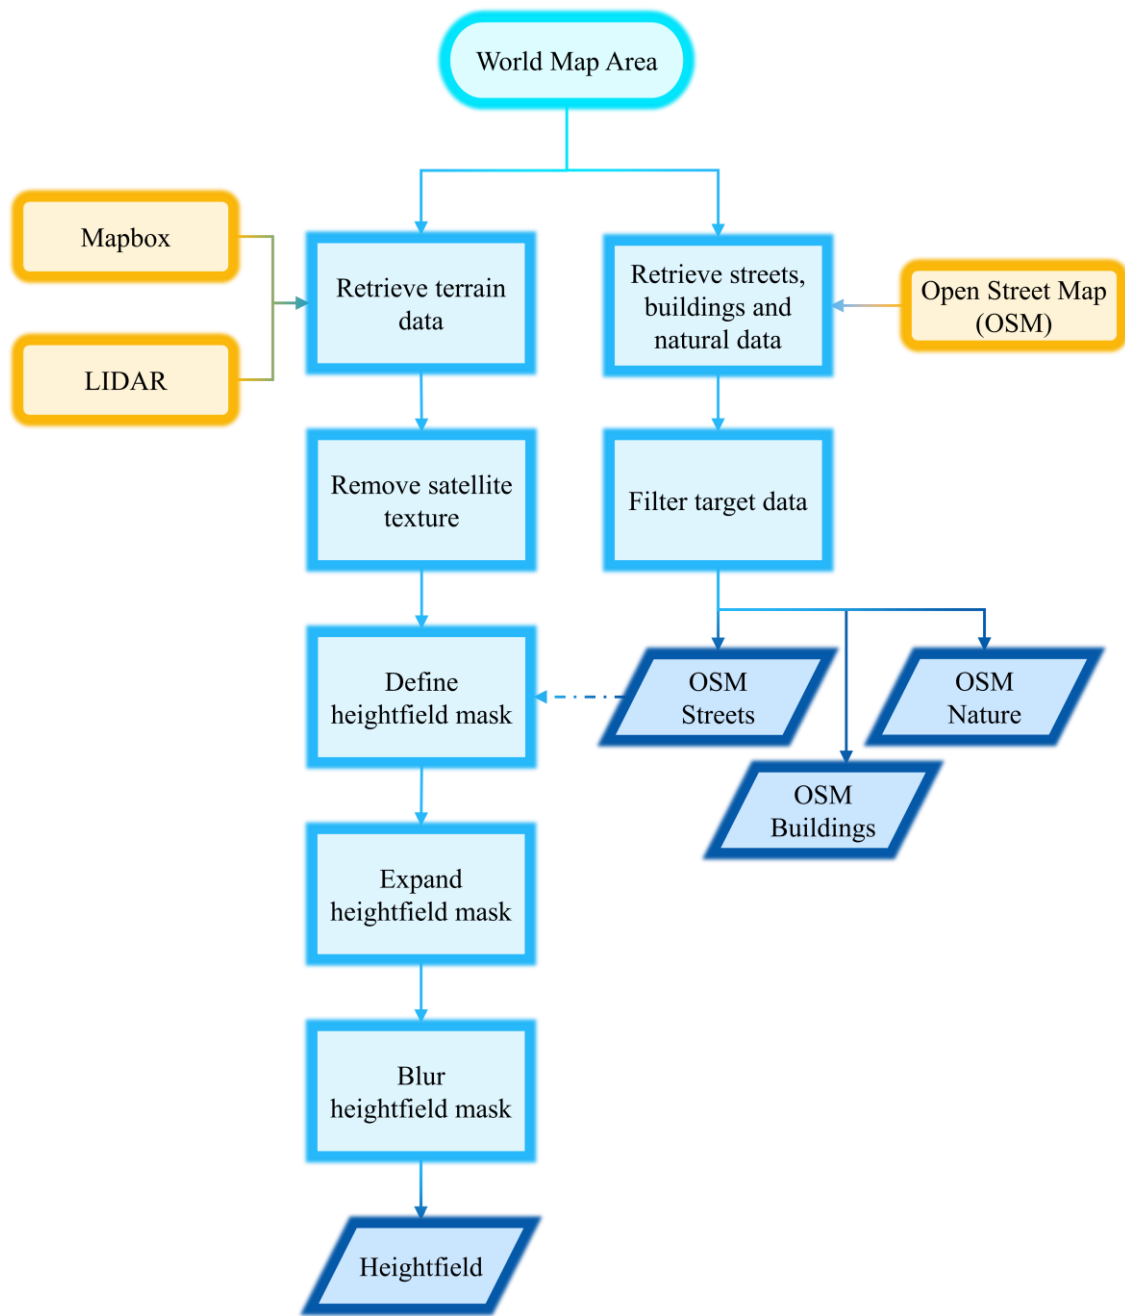 World Map Area
Mapbox
LIDAR
Retrieve terrain
data
Retrieve streets,
buildings and
natural data
Open Street Map
(OSM)
Remove satellite
texture
Filter target data
Define
heightfield mask
OSM
Streets
OSM
Nature
OSM
Buildings
Expand
heightfield mask
Blur
heightfield mask
Heightfield